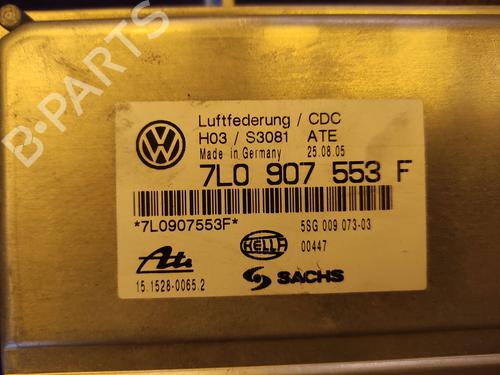 B-PARTS
Luftfederung / CDC
H03 / S3081 ATE
Made in Germany 25.08.05
7L0 907 553 F
*7L0907553F*
5SG 009 073-03
HELLA
00447
Ate
SACHS
15.1528-0065.2